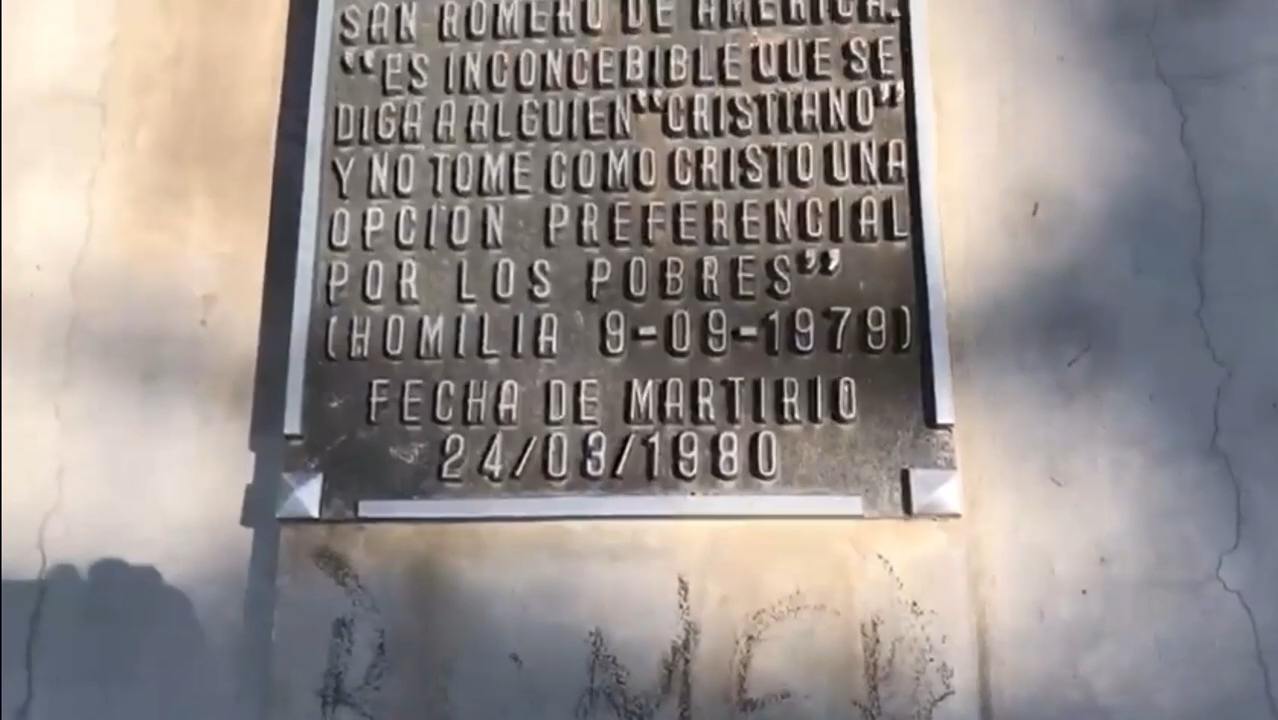 SAN ROMERO DE AMERICA.
"ES INCONCEBIBLE QUE SE
DIGA A ALGUIEN "CRISTIANO"
Y NO TOME COMO CRISTO UNA
OPCION PREFERENCIAL
POR LOS POBRES"
(HOMILIA 9-09-1979)
FECHA DE MARTIRIO
24/03/1980